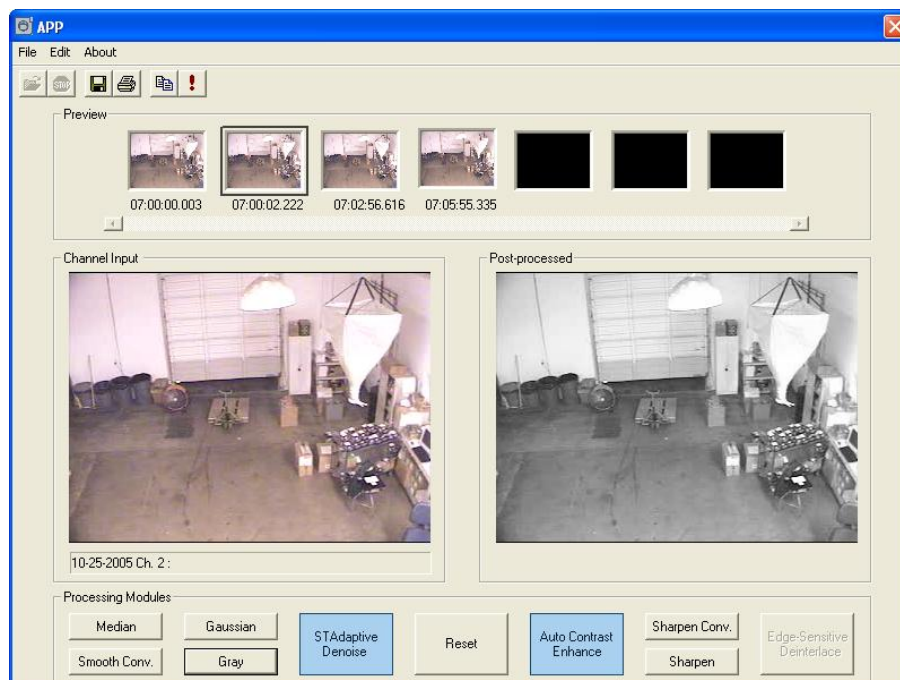 APP
File Edit About
STOP
Preview
07:00:00.003 07:00:02.222 07:02:56.616 07:05:55.335
Channel Input
Post-processed
10-25-2005 Ch. 2 :
Processing Modules
Median Gaussian STAdaptive Denoise Reset Auto Contrast Enhance Sharpen Conv. Edge-Sensitive Deinterlace
Smooth Conv. Gray Sharpen